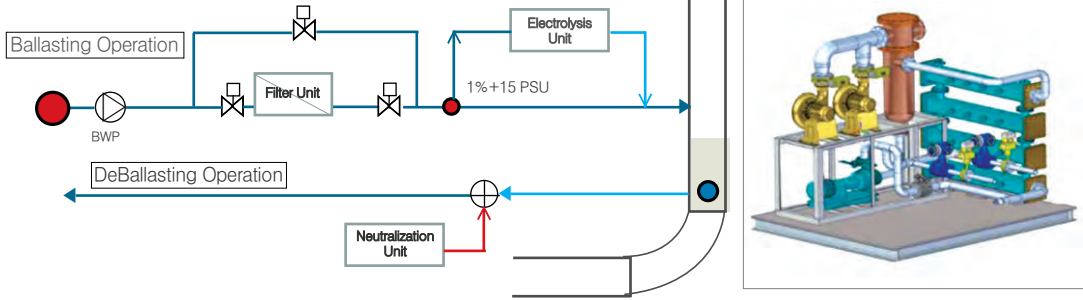 Electrolysis
Unit
Ballasting Operation
Filter Unit
1%+15 PSU
BWP
DeBallasting Operation
Neutralization
Unit